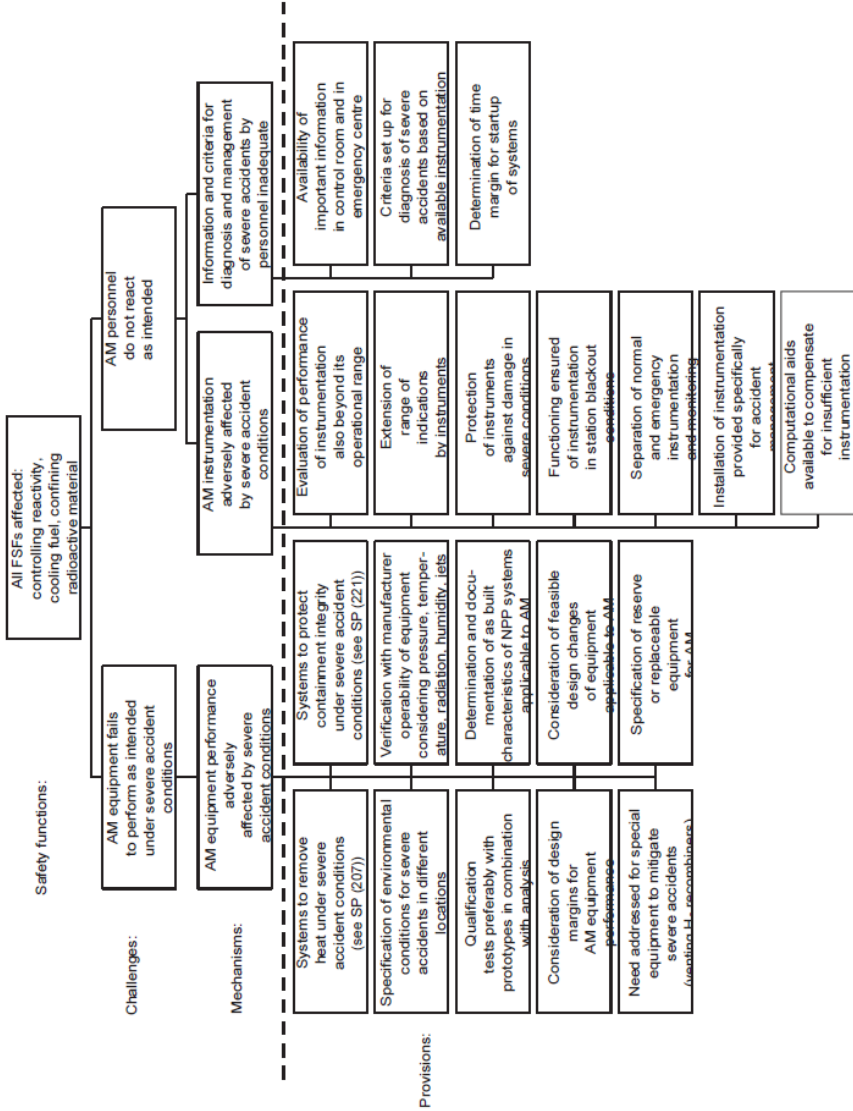 Safety functions:
All FSFs affected:
controlling reactivity,
cooling fuel, confining
radioactive material
Challenges:
AM equipment fails
to perform as intended
under severe accident
conditions
AM personnel
do not react
as intended
Mechanisms:
AM equipment performance
adversely
affected by severe
accident conditions
AM instrumentation
adversely affected
by severe accident
conditions
Information and criteria for
diagnosis and management
of severe accidents by
personnel inadequate
Provisions:
Systems to remove
heat under severe
accident conditions
(see SP (207))
Specification of environmental
conditions for severe
accidents in different
locations
Qualification
tests preferably with
prototypes in combination
with analysis
Consideration of design
margins for
AM equipment
performance
Need addressed for special
equipment to mitigate
severe accidents
(venting H₂ recombiners)
Systems to protect
containment integrity
under severe accident
conditions (see SP (221))
Verification with manufacturer
operability of equipment
considering pressure, temper-
ature, radiation, humidity, jets
Determination and docu-
mentation of as built
characteristics of NPP systems
applicable to AM
Consideration of feasible
design changes
of equipment
applicable to AM
Specification of reserve
or replaceable
equipment
for AM
Evaluation of performance
of instrumentation
also beyond its
operational range
Extension of
range of
indications
by instruments
Protection
of instruments
against damage in
severe conditions
Functioning ensured
of instrumentation
in station blackout
conditions
Separation of normal
and emergency
instrumentation
and monitoring
Installation of instrumentation
provided specifically
for accident
management
Computational aids
available to compensate
for insufficient
instrumentation
Availability of
important information
in control room and in
emergency centre
Criteria set up for
diagnosis of severe
accidents based on
available instrumentation
Determination of time
margin for startup
of systems